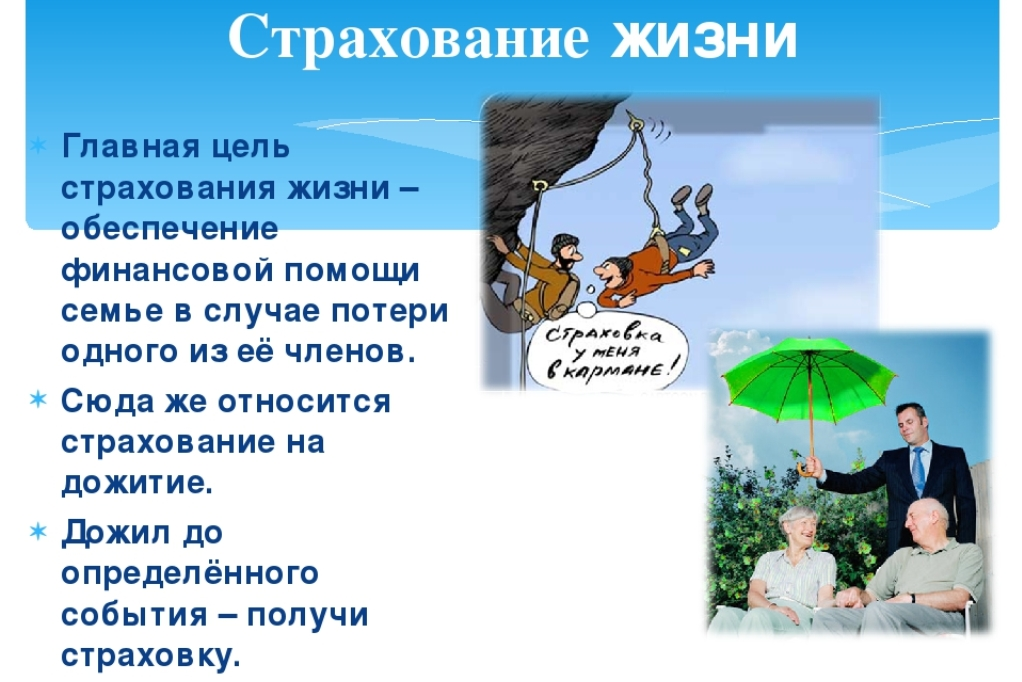 Страхование жизни
Главная цель
страхования жизни –
обеспечение
финансовой помощи
семье в случае потери
одного из её членов.
Сюда же относится
страхование на
дожитие.
Дожил до
определённого
события – получи
страховку.
Страховка
у меня
в кармане!